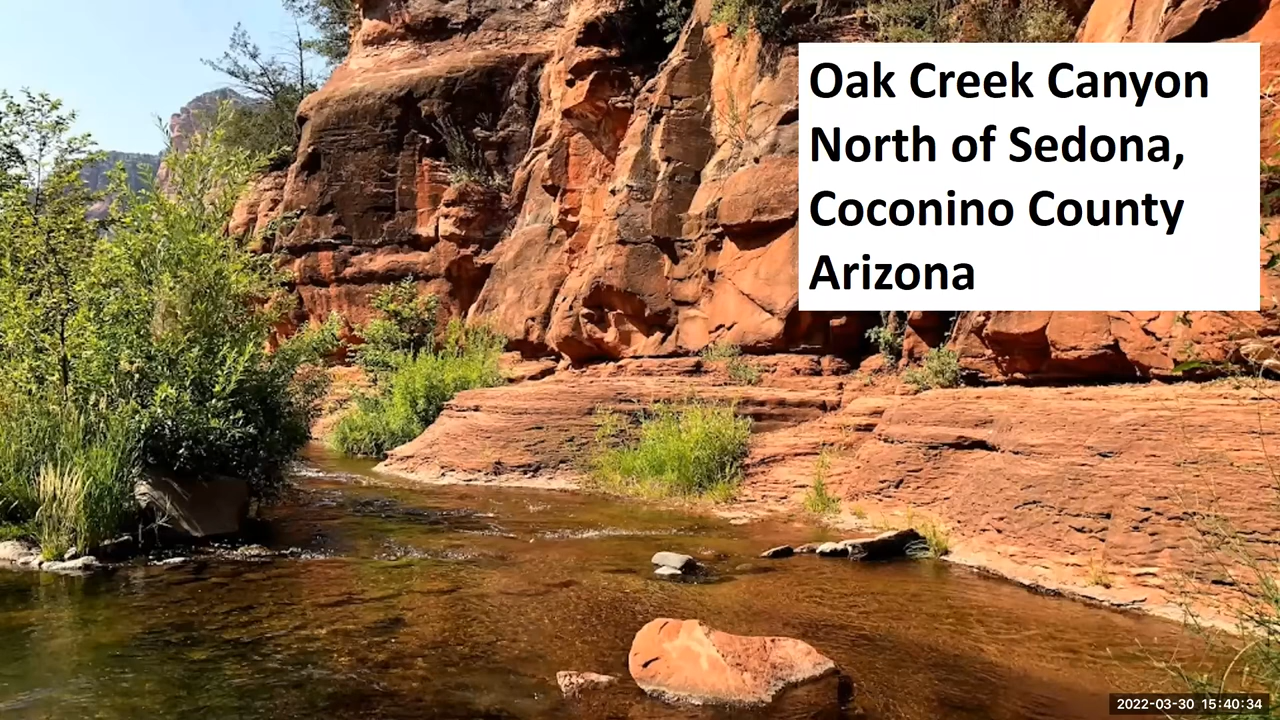 Oak Creek Canyon
North of Sedona,
Coconino County
Arizona
2022-03-30 15:40:34